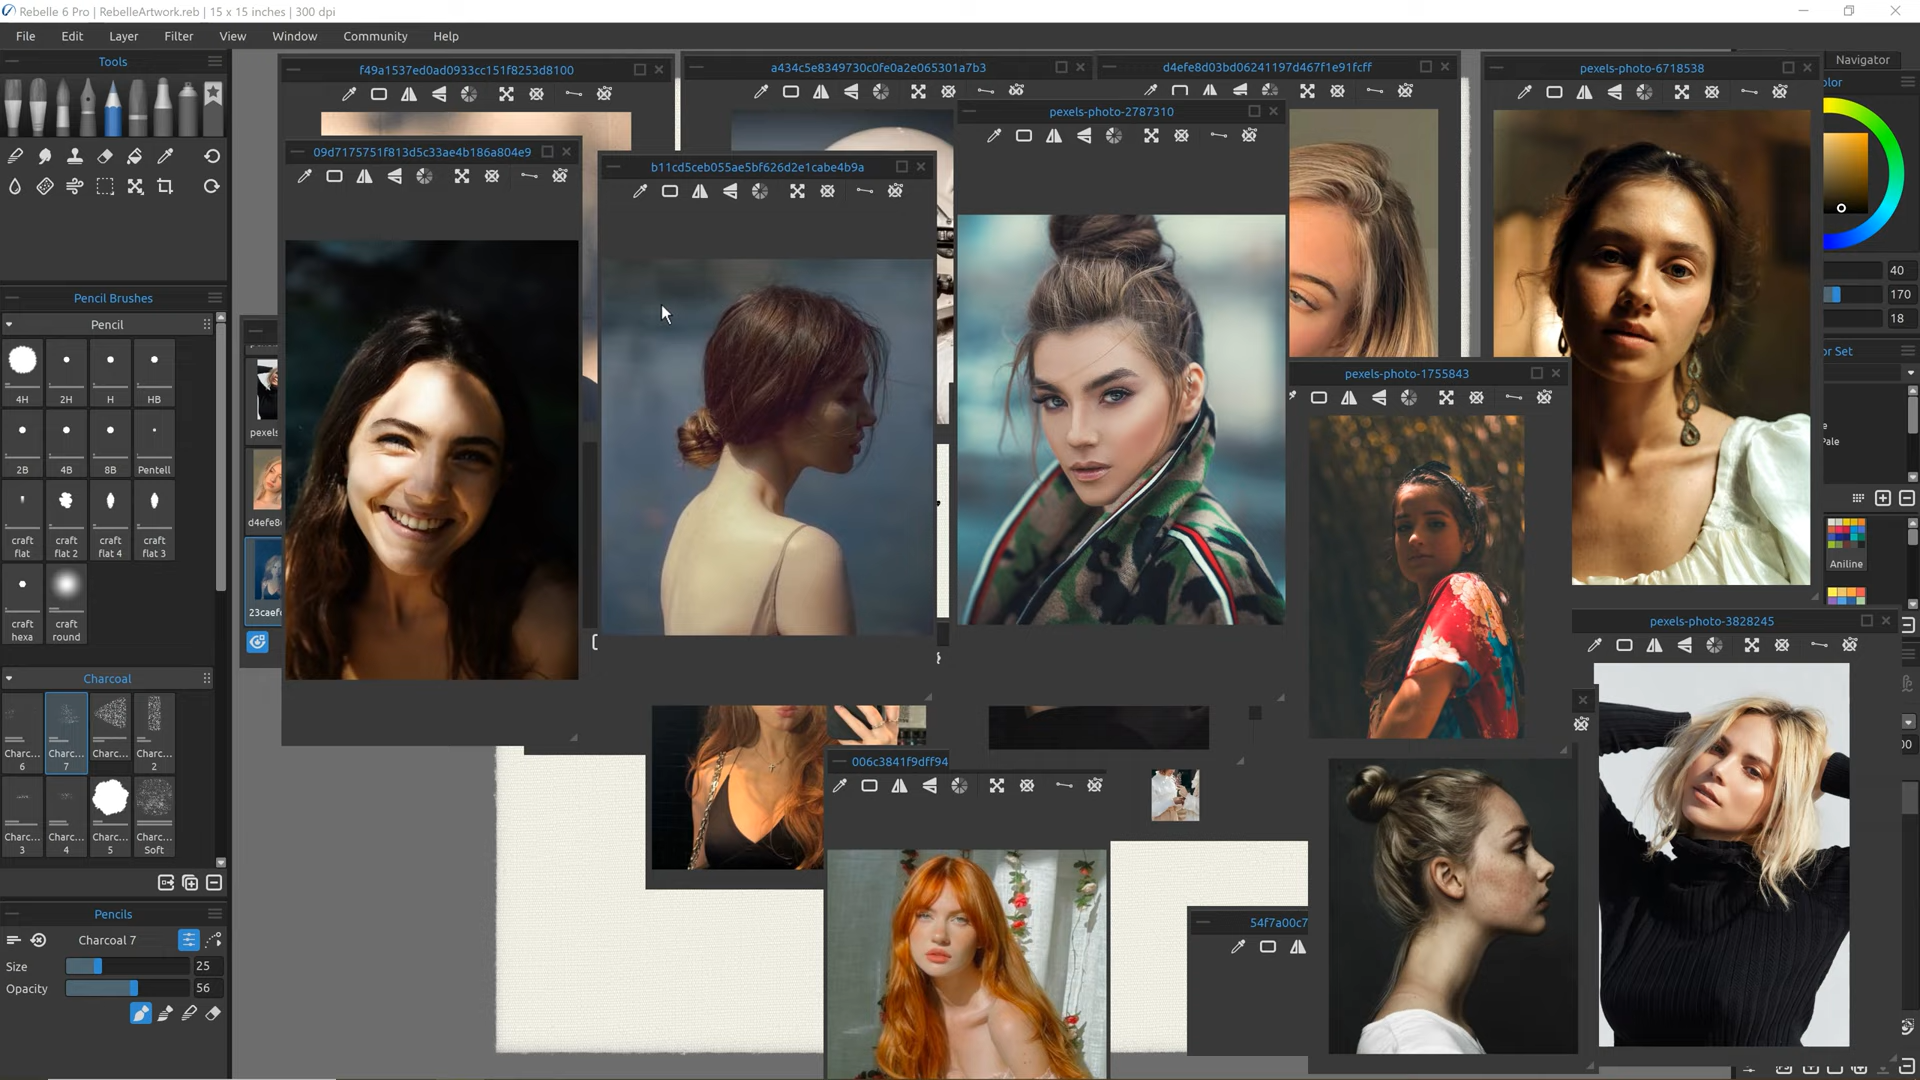 Rebelle 6 Pro | RebelleArtwork.reb | 15 x 15 inches | 300 dpi
File Edit Layer Filter View Window Community Help
Tools
f49a1537ed0ad0933cc151f8253d8100
a434c5e8349730c0fe0a2e065301a7b3
d4efe8d03bd06241197d467f1e91fcff
pexels-photo-6718538
Navigator
olor
pexels-photo-2787310
09d7175751f813d5c33ae4b186a804e9
b11cd5ceb055ae5bf626d2e1cabe4b9a
40
170
18
Pencil Brushes
Pencil
4H 2H H HB
2B 4B 8B Pentell
craft flat
craft flat 2
craft flat 4
craft flat 3
craft hexa
craft round
pexels
d4efe8
23caef
or Set
pexels-photo-1755843
e
Pale
Aniline
pexels-photo-3828245
Charcoal
Charc... 6
Charc... 7
Charc...
Charc... 2
Charc... 3
Charc... 4
Charc... 5
Charc... Soft
006c3841f9dff94
54f7a00c7
Pencils
Charcoal 7
Size 25
Opacity 56